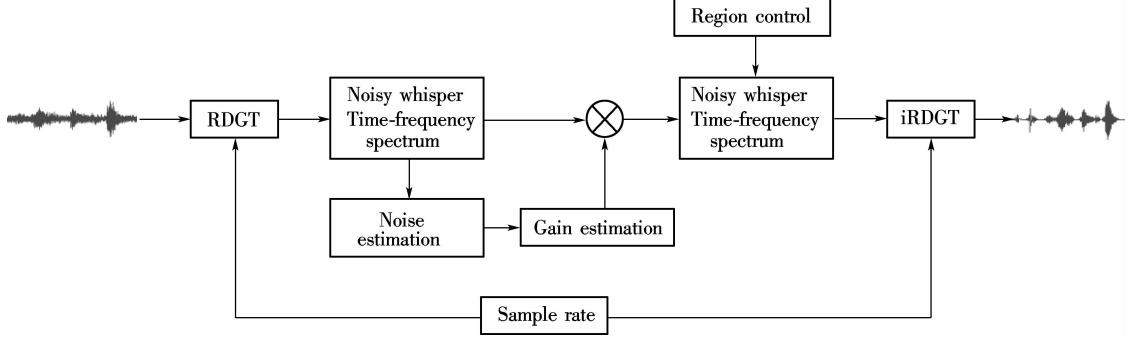 Region control
RDGT
Noisy whisper
Time-frequency
spectrum
Noisy whisper
Time-frequency
spectrum
iRDGT
Noise
estimation
Gain estimation
Sample rate